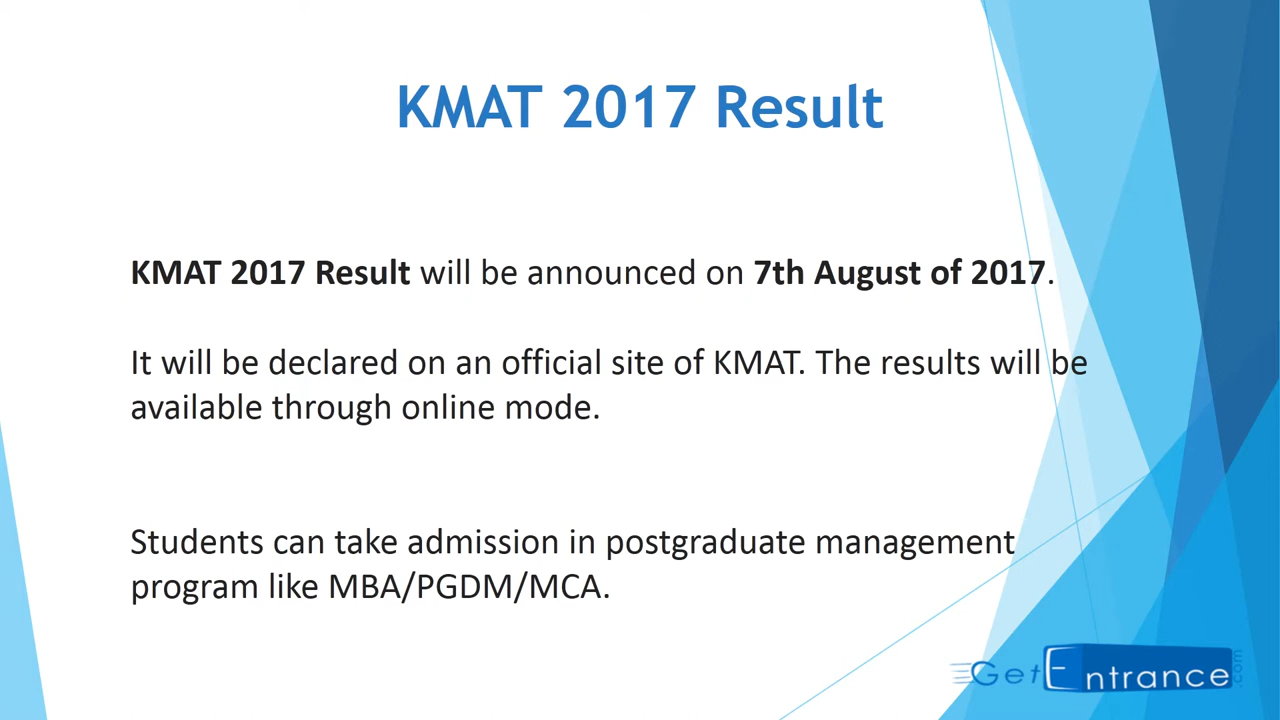 KMAT 2017 Result
KMAT 2017 Result will be announced on 7th August of 2017.
It will be declared on an official site of KMAT. The results will be
available through online mode.
Students can take admission in postgraduate management
program like MBA/PGDM/MCA.
GetEntrance.com